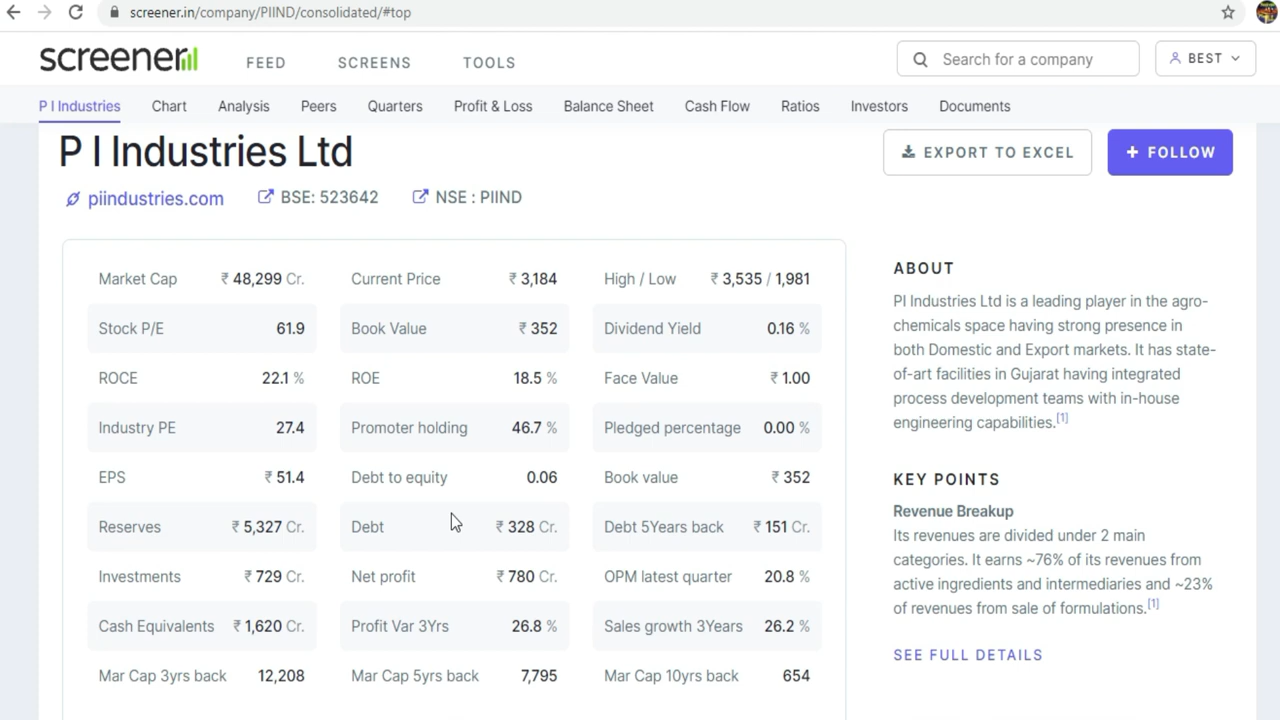 screener.in/company/PIIND/consolidated/#top
screener FEED SCREENS TOOLS Search for a company BEST
P I Industries Chart Analysis Peers Quarters Profit & Loss Balance Sheet Cash Flow Ratios Investors Documents
P I Industries Ltd
EXPORT TO EXCEL + FOLLOW
piindustries.com BSE: 523642 NSE : PIIND
Market Cap ₹ 48,299 Cr. Current Price ₹ 3,184 High / Low ₹ 3,535 / 1,981
Stock P/E 61.9 Book Value ₹ 352 Dividend Yield 0.16 %
ROCE 22.1 % ROE 18.5 % Face Value ₹ 1.00
Industry PE 27.4 Promoter holding 46.7 % Pledged percentage 0.00 %
EPS ₹ 51.4 Debt to equity 0.06 Book value ₹ 352
Reserves ₹ 5,327 Cr. Debt ₹ 328 Cr. Debt 5Years back ₹ 151 Cr.
Investments ₹ 729 Cr. Net profit ₹ 780 Cr. OPM latest quarter 20.8 %
Cash Equivalents ₹ 1,620 Cr. Profit Var 3Yrs 26.8 % Sales growth 3Years 26.2 %
Mar Cap 3yrs back 12,208 Mar Cap 5yrs back 7,795 Mar Cap 10yrs back 654
ABOUT
PI Industries Ltd is a leading player in the agro-
chemicals space having strong presence in
both Domestic and Export markets. It has state-
of-art facilities in Gujarat having integrated
process development teams with in-house
engineering capabilities.[1]
KEY POINTS
Revenue Breakup
Its revenues are divided under 2 main
categories. It earns ~76% of its revenues from
active ingredients and intermediaries and ~23%
of revenues from sale of formulations.[1]
SEE FULL DETAILS